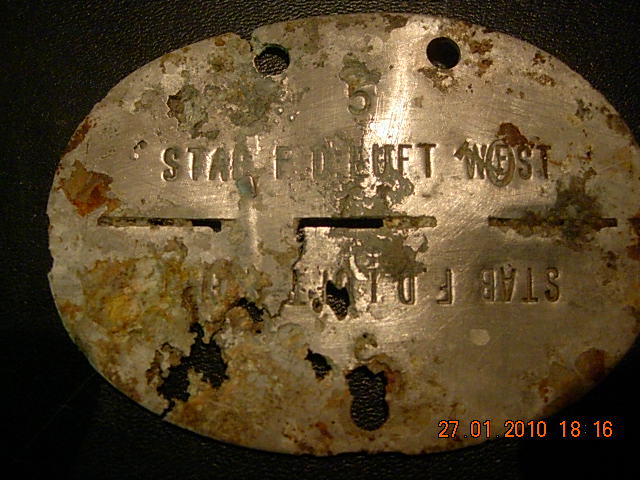 5
STAB F.D LUFT WEST
STAB F D
27.01.2010 18:16